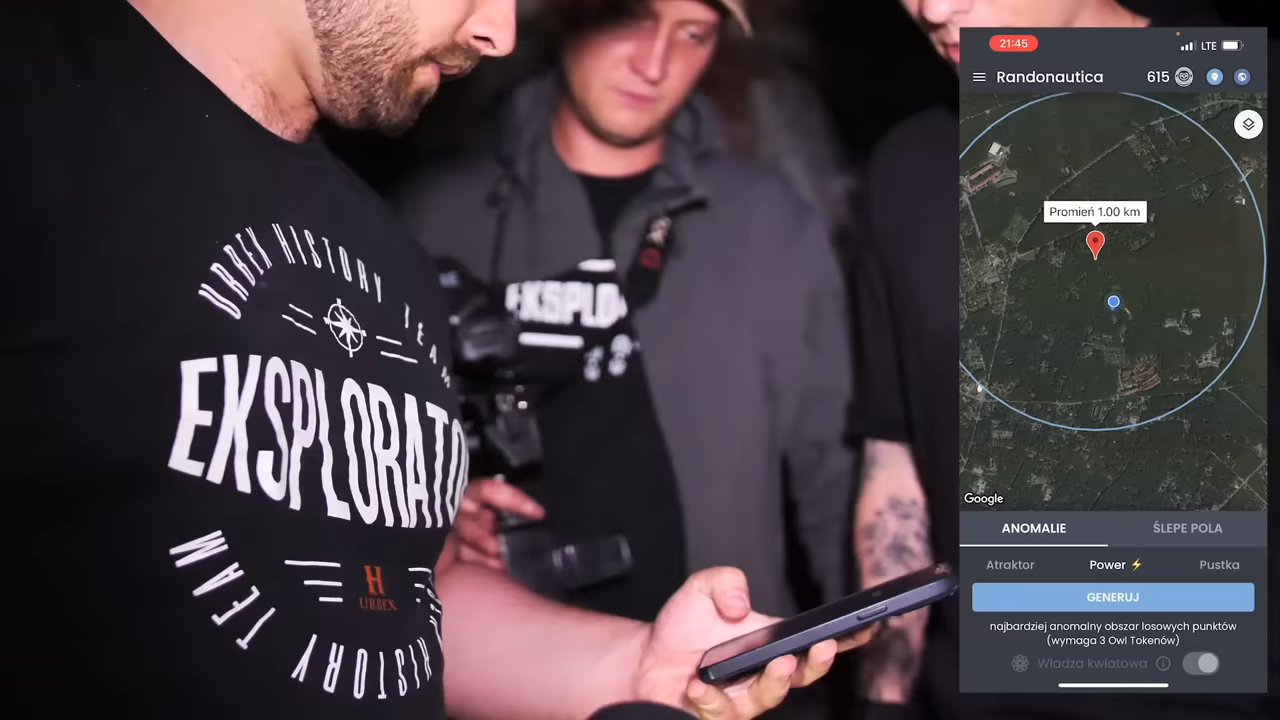 URBEX HISTORY TEAM
EKSPLORATO
HISTORY TEAM
H
URBEX
EKSPLO
21:45
LTE
Randonautica
615
Promień 1.00 km
Google
ANOMALIE
ŚLEPE POLA
Atraktor
Power ⚡
Pustka
GENERUJ
najbardziej anomalny obszar losowych punktów
(wymaga 3 Owl Tokenów)
Władza kwiatowa